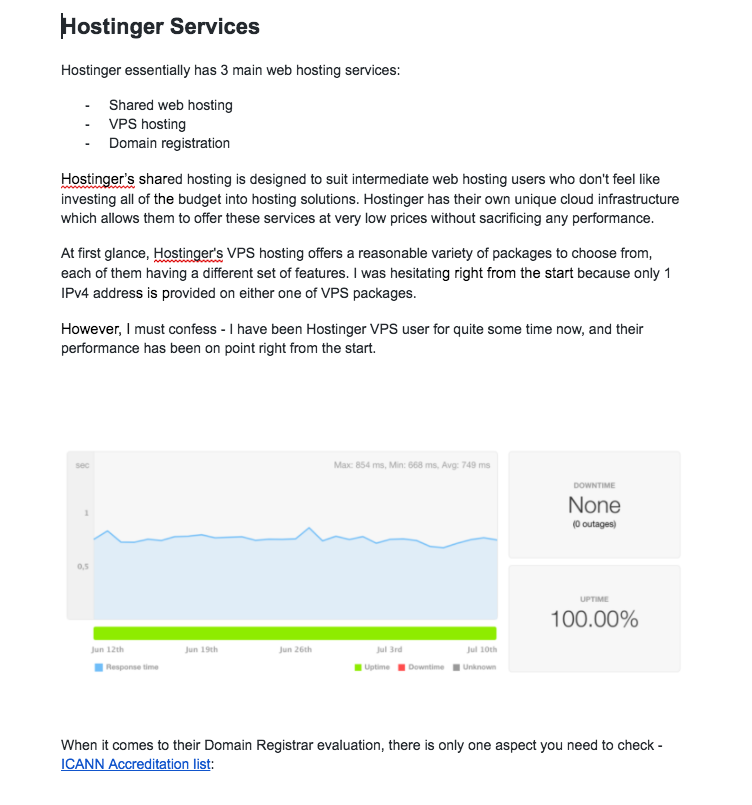 Hostinger Services
Hostinger essentially has 3 main web hosting services:
- Shared web hosting
- VPS hosting
- Domain registration
Hostinger's shared hosting is designed to suit intermediate web hosting users who don't feel like
investing all of the budget into hosting solutions. Hostinger has their own unique cloud infrastructure
which allows them to offer these services at very low prices without sacrificing any performance.
At first glance, Hostinger's VPS hosting offers a reasonable variety of packages to choose from,
each of them having a different set of features. I was hesitating right from the start because only 1
IPv4 address is provided on either one of VPS packages.
However, I must confess - I have been Hostinger VPS user for quite some time now, and their
performance has been on point right from the start.
sec
Max: 854 ms, Min: 668 ms, Avg: 749 ms
1
0,5
Jun 12th Jun 19th Jun 26th Jul 3rd Jul 10th
Response time Uptime Downtime Unknown
DOWNTIME
None
(0 outages)
UPTIME
100.00%
When it comes to their Domain Registrar evaluation, there is only one aspect you need to check -
ICANN Accreditation list: